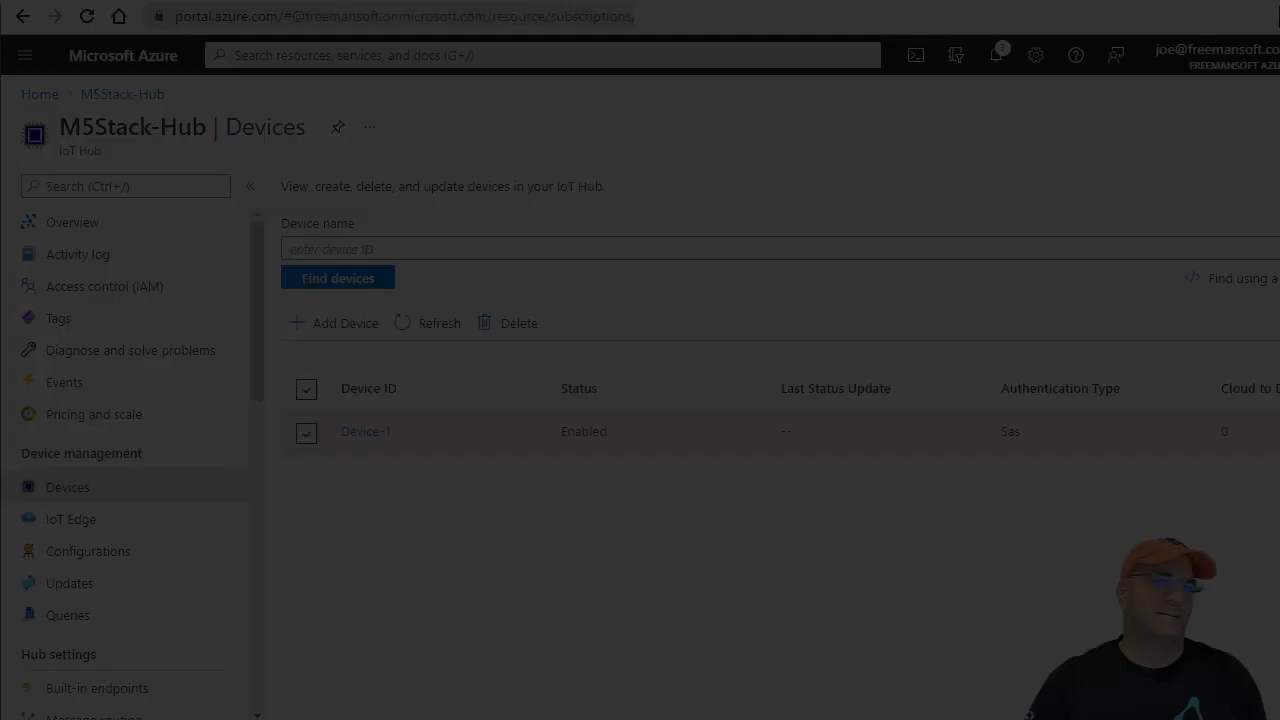 portal.azure.com/#@freemansoft.onmicrosoft.com/resource/subscriptions/
Microsoft Azure
Search resources, services, and docs (G+/)
3
joe@freemansoft.co
FREEMANSOFT AZU
Home > M5Stack-Hub
M5Stack-Hub | Devices
IoT Hub
Search (Ctrl+/)
«
View, create, delete, and update devices in your IoT Hub.
Overview
Device name
Activity log
enter device ID
Access control (IAM)
Find devices
</> Find using a
Tags
Add Device
Refresh
Delete
Diagnose and solve problems
Events
Device ID
Status
Last Status Update
Authentication Type
Cloud to D
Pricing and scale
Device-1
Enabled
--
Sas
0
Device management
Devices
IoT Edge
Configurations
Updates
Queries
Hub settings
Built-in endpoints
Message routing